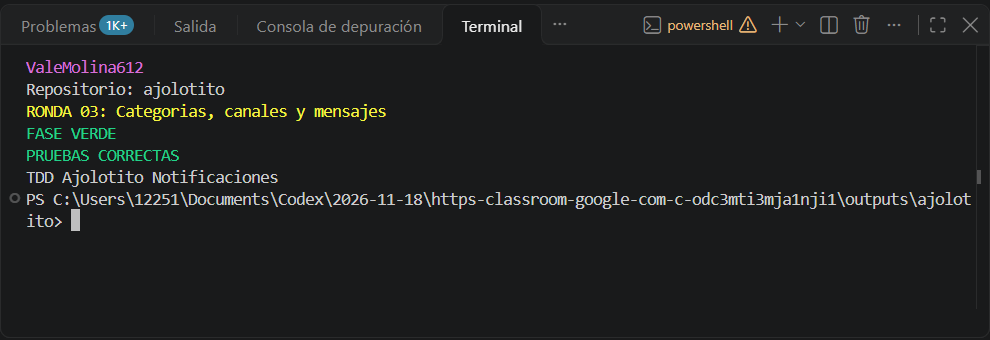 Problemas 1K+ Salida Consola de depuración Terminal ··· powershell ···
ValeMolina612
Repositorio: ajolotito
RONDA 03: Categorias, canales y mensajes
FASE VERDE
PRUEBAS CORRECTAS
TDD Ajolotito Notificaciones
PS C:\Users\12251\Documents\Codex\2026-11-18\https-classroom-google-com-c-odc3mti3mja1nji1\outputs\ajolot
ito>